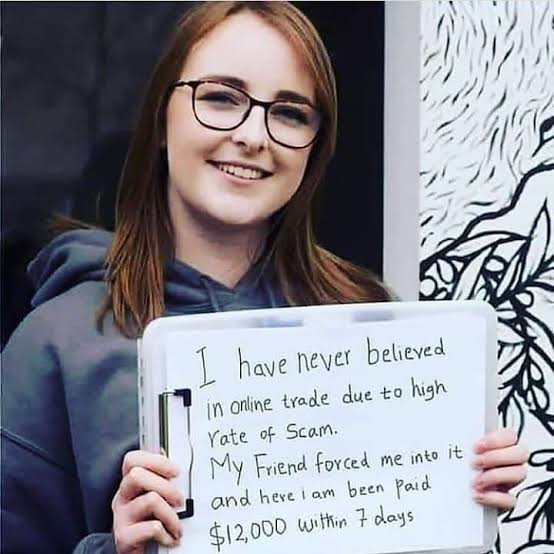 I have never believed
in online trade due to high
rate of Scam.
My Friend forced me into it
and here i am been paid
$12,000 within 7 days